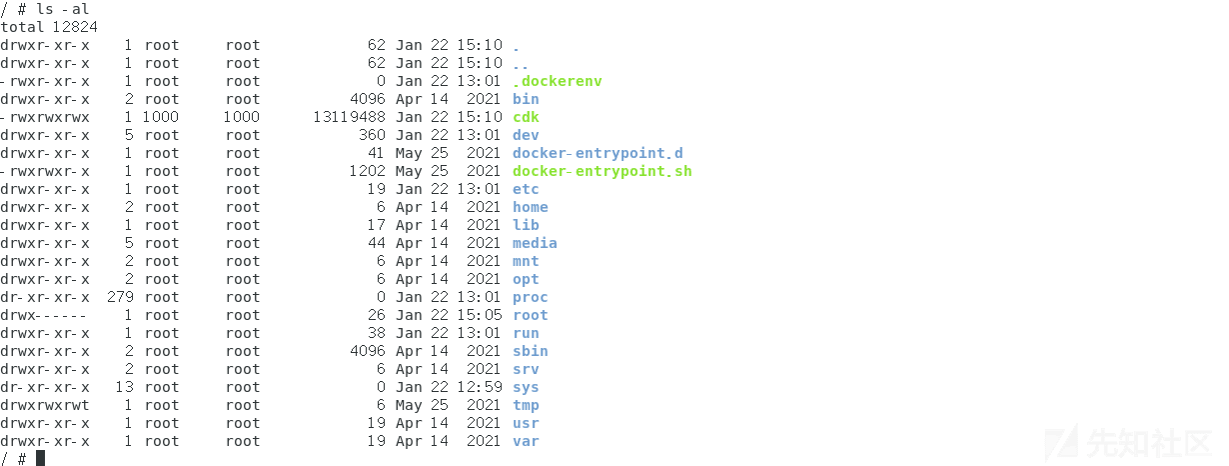 / # ls -al
total 12824
drwxr-xr-x 1 root root 62 Jan 22 15:10 .
drwxr-xr-x 1 root root 62 Jan 22 15:10 ..
-rwxr-xr-x 1 root root 0 Jan 22 13:01 .dockerenv
drwxr-xr-x 2 root root 4096 Apr 14 2021 bin
-rwxrwxrwx 1 1000 1000 13119488 Jan 22 15:10 cdk
drwxr-xr-x 5 root root 360 Jan 22 13:01 dev
drwxr-xr-x 1 root root 41 May 25 2021 docker-entrypoint.d
-rwxrwxr-x 1 root root 1202 May 25 2021 docker-entrypoint.sh
drwxr-xr-x 1 root root 19 Jan 22 13:01 etc
drwxr-xr-x 2 root root 6 Apr 14 2021 home
drwxr-xr-x 1 root root 17 Apr 14 2021 lib
drwxr-xr-x 5 root root 44 Apr 14 2021 media
drwxr-xr-x 2 root root 6 Apr 14 2021 mnt
drwxr-xr-x 2 root root 6 Apr 14 2021 opt
dr-xr-xr-x 279 root root 0 Jan 22 13:01 proc
drwx------ 1 root root 26 Jan 22 15:05 root
drwxr-xr-x 1 root root 38 Jan 22 13:01 run
drwxr-xr-x 2 root root 4096 Apr 14 2021 sbin
drwxr-xr-x 2 root root 6 Apr 14 2021 srv
dr-xr-xr-x 13 root root 0 Jan 22 12:59 sys
drwxrwxrwt 1 root root 6 May 25 2021 tmp
drwxr-xr-x 1 root root 19 Apr 14 2021 usr
drwxr-xr-x 1 root root 19 Apr 14 2021 var
/ #
先知社区